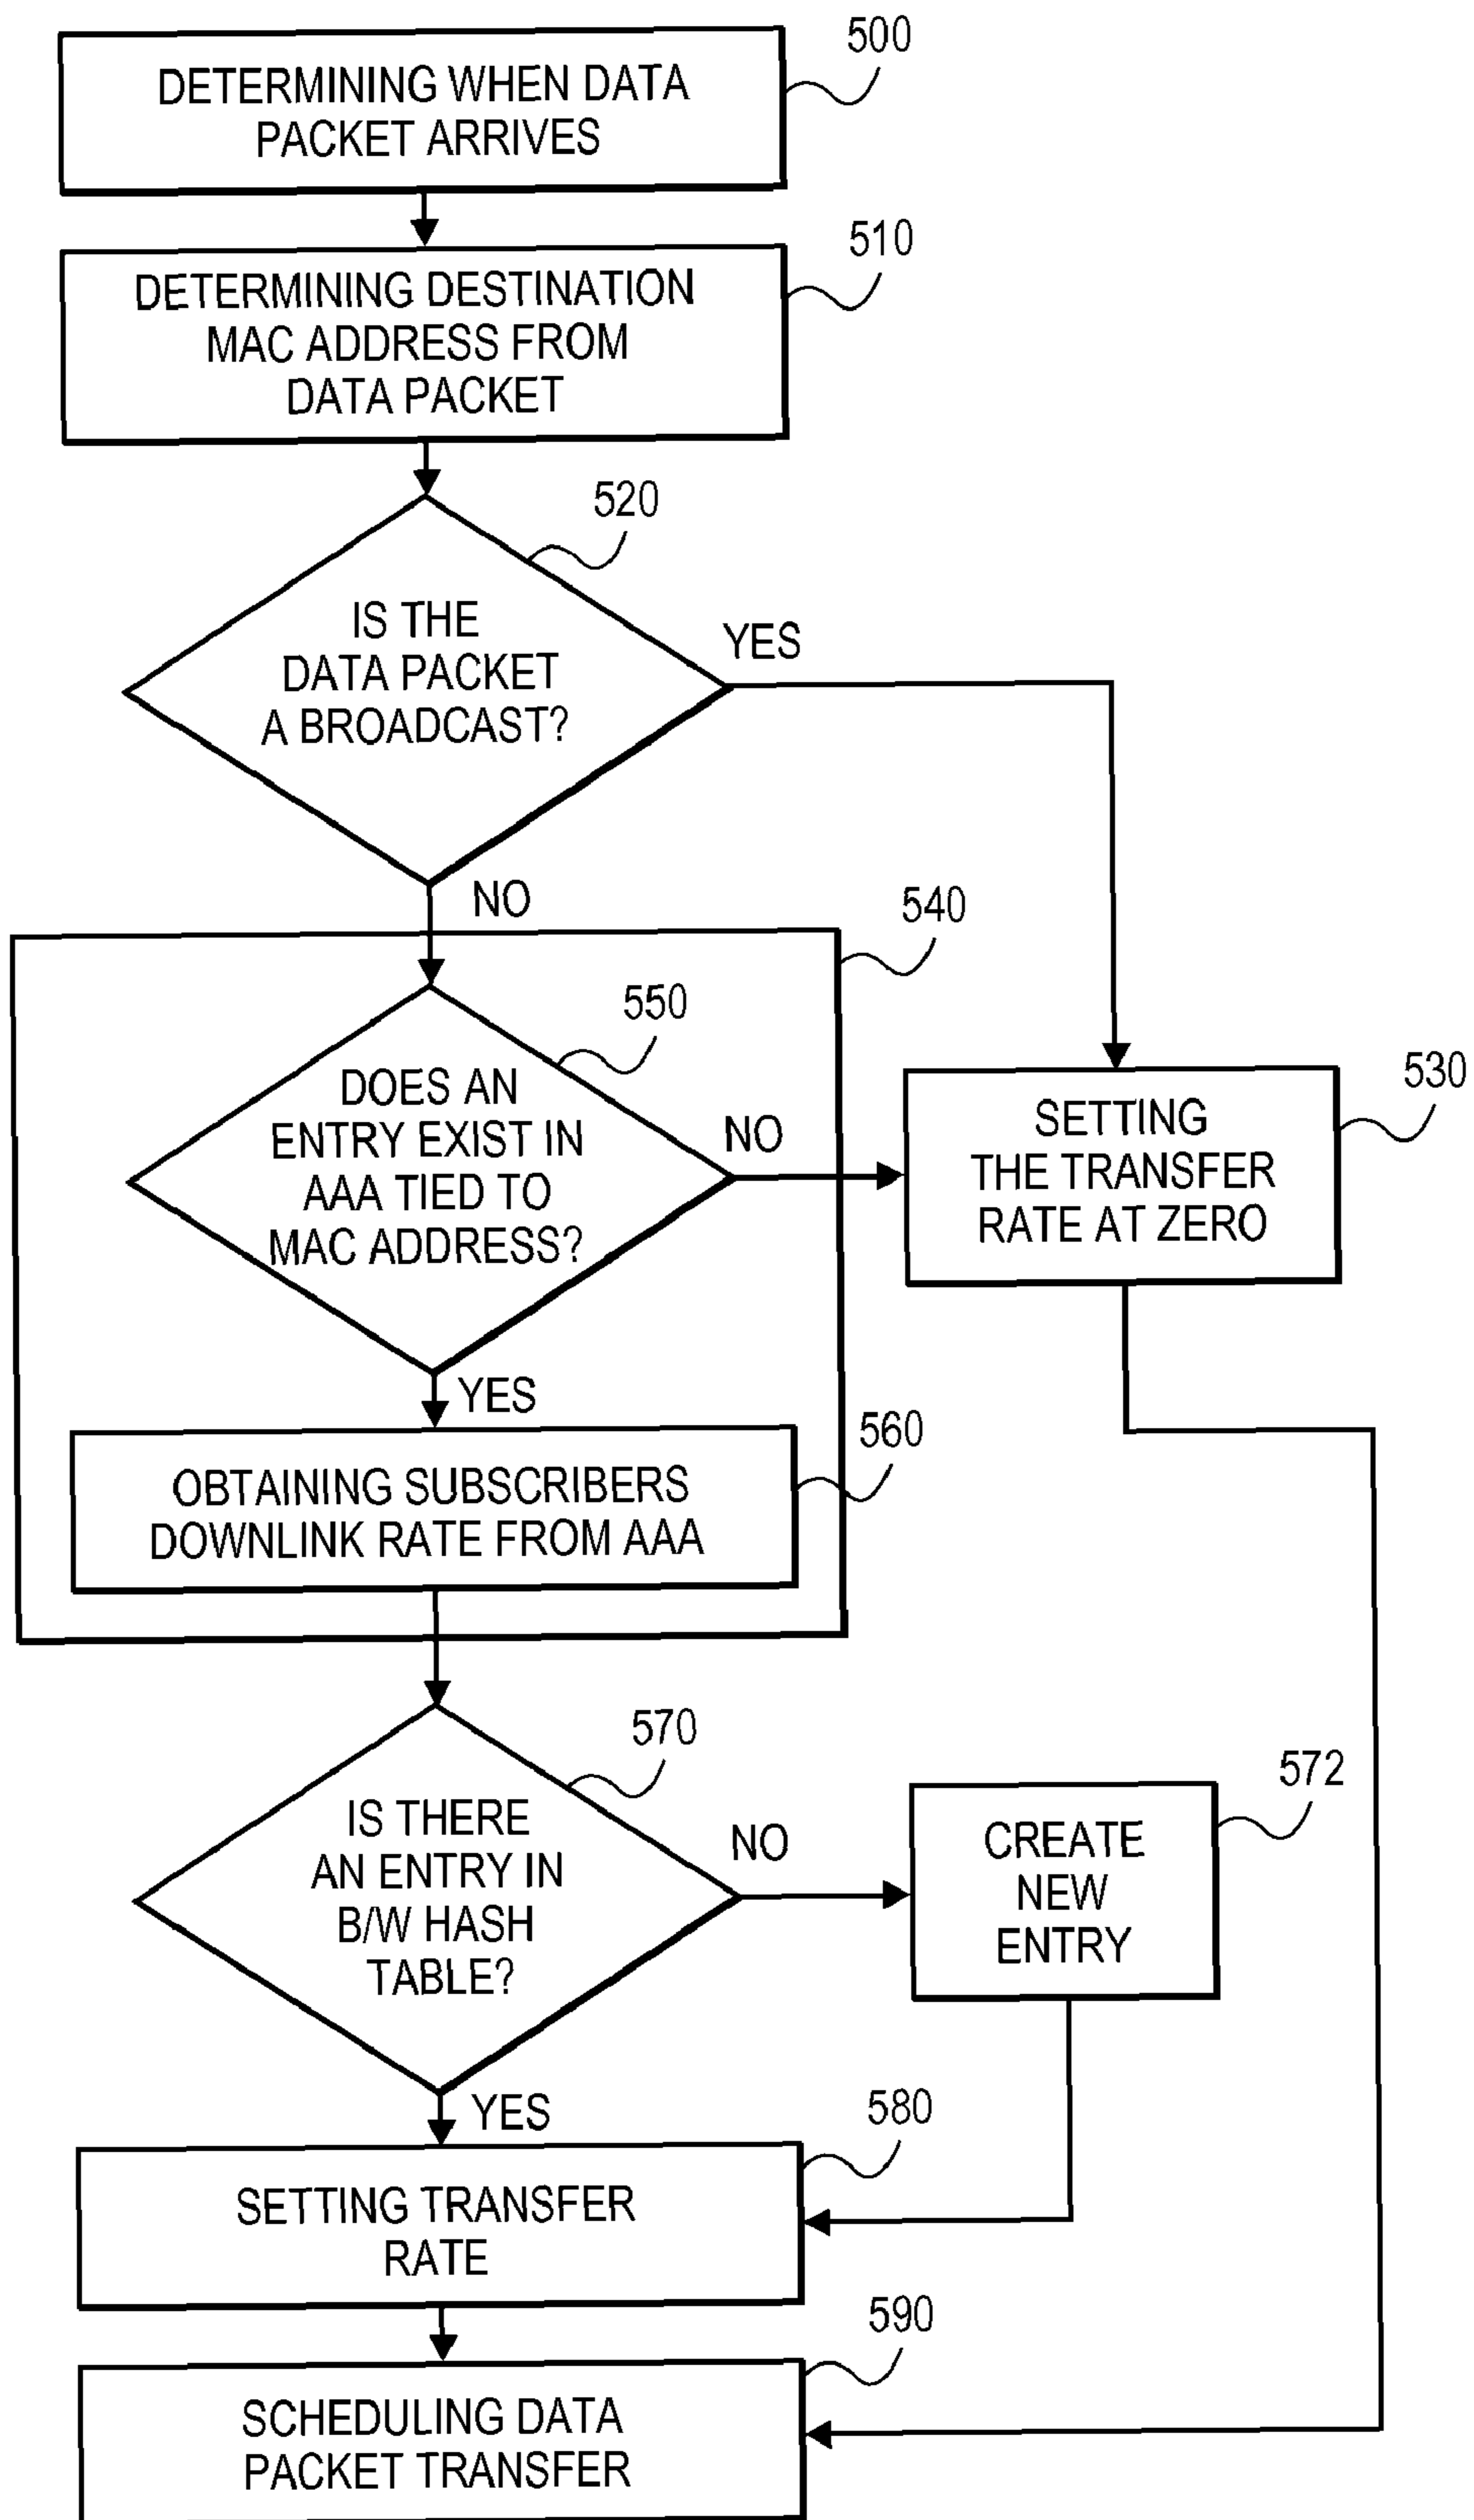 500
DETERMINING WHEN DATA
PACKET ARRIVES
510
DETERMINING DESTINATION
MAC ADDRESS FROM
DATA PACKET
520
IS THE
DATA PACKET
A BROADCAST?
YES
NO
540
550
DOES AN
ENTRY EXIST IN
AAA TIED TO
MAC ADDRESS?
NO
530
SETTING
THE TRANSFER
RATE AT ZERO
YES
560
OBTAINING SUBSCRIBERS
DOWNLINK RATE FROM AAA
570
IS THERE
AN ENTRY IN
B/W HASH
TABLE?
NO
572
CREATE
NEW
ENTRY
YES
580
SETTING TRANSFER
RATE
590
SCHEDULING DATA
PACKET TRANSFER